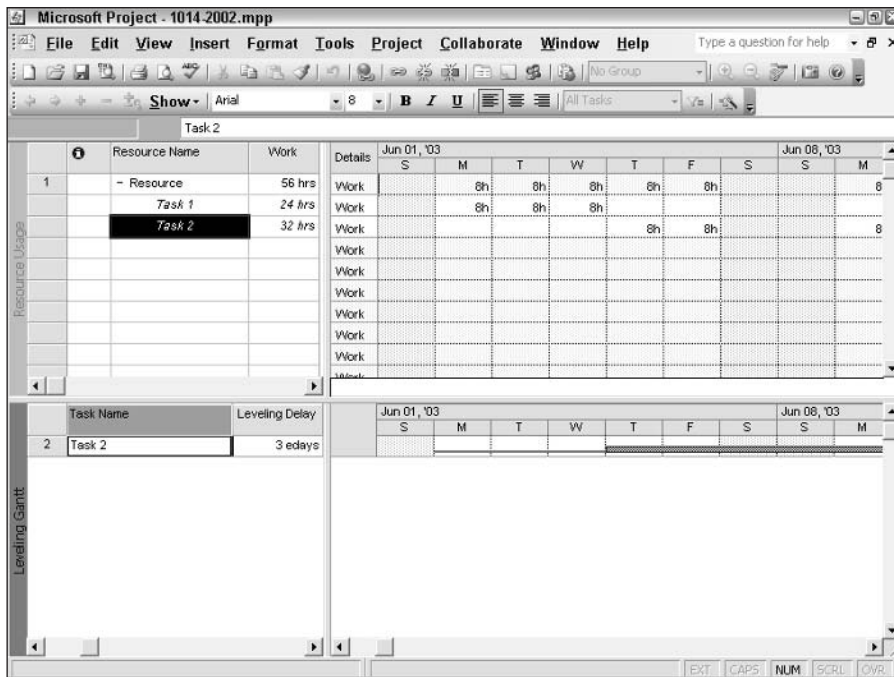 Microsoft Project - 1014-2002.mpp
File Edit View Insert Format Tools Project Collaborate Window Help Type a question for help
No Group
Show Arial 8 B I U All Tasks
Task 2
Resource Name Work Details Jun 01, '03 Jun 08, '03
S M T W T F S S M
1 - Resource 56 hrs Work 8h 8h 8h 8h 8h 8
Task 1 24 hrs Work 8h 8h 8h
Task 2 32 hrs Work 8h 8h 8
Work
Work
Work
Work
Work
Work
Work
Resource Usage
Task Name Leveling Delay Jun 01, '03 Jun 08, '03
S M T W T F S S M
2 Task 2 3 edays
Leveling Gantt
EXT CAPS NUM SCRL OVR